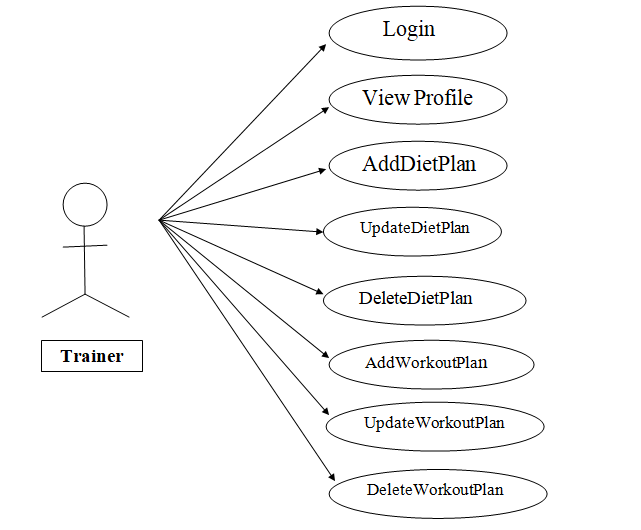 Login
View Profile
AddDietPlan
UpdateDietPlan
DeleteDietPlan
Trainer
AddWorkoutPlan
UpdateWorkoutPlan
DeleteWorkoutPlan